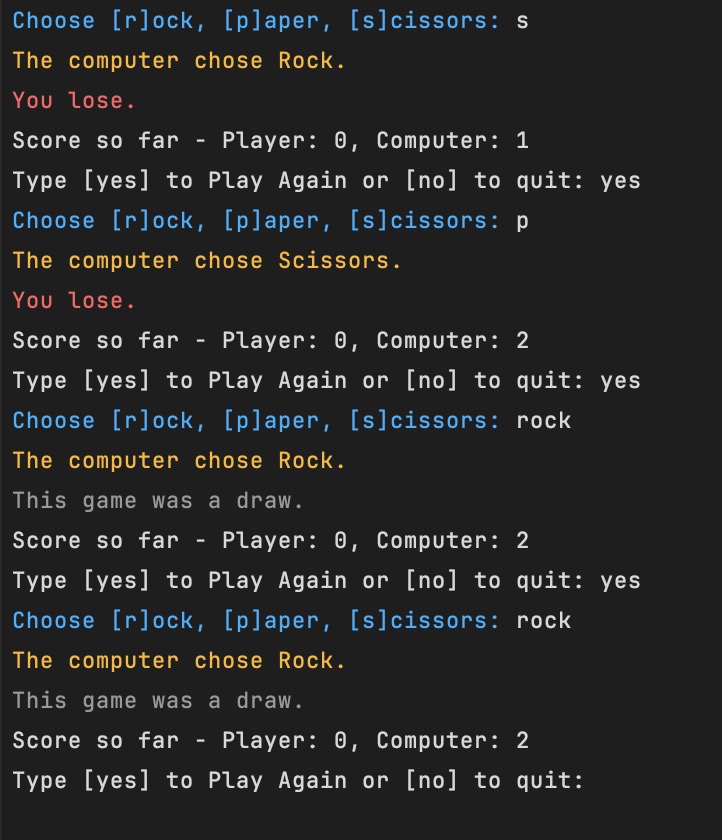 Choose [r]ock, [p]aper, [s]cissors: s
The computer chose Rock.
You lose.
Score so far - Player: 0, Computer: 1
Type [yes] to Play Again or [no] to quit: yes
Choose [r]ock, [p]aper, [s]cissors: p
The computer chose Scissors.
You lose.
Score so far - Player: 0, Computer: 2
Type [yes] to Play Again or [no] to quit: yes
Choose [r]ock, [p]aper, [s]cissors: rock
The computer chose Rock.
This game was a draw.
Score so far - Player: 0, Computer: 2
Type [yes] to Play Again or [no] to quit: yes
Choose [r]ock, [p]aper, [s]cissors: rock
The computer chose Rock.
This game was a draw.
Score so far - Player: 0, Computer: 2
Type [yes] to Play Again or [no] to quit: